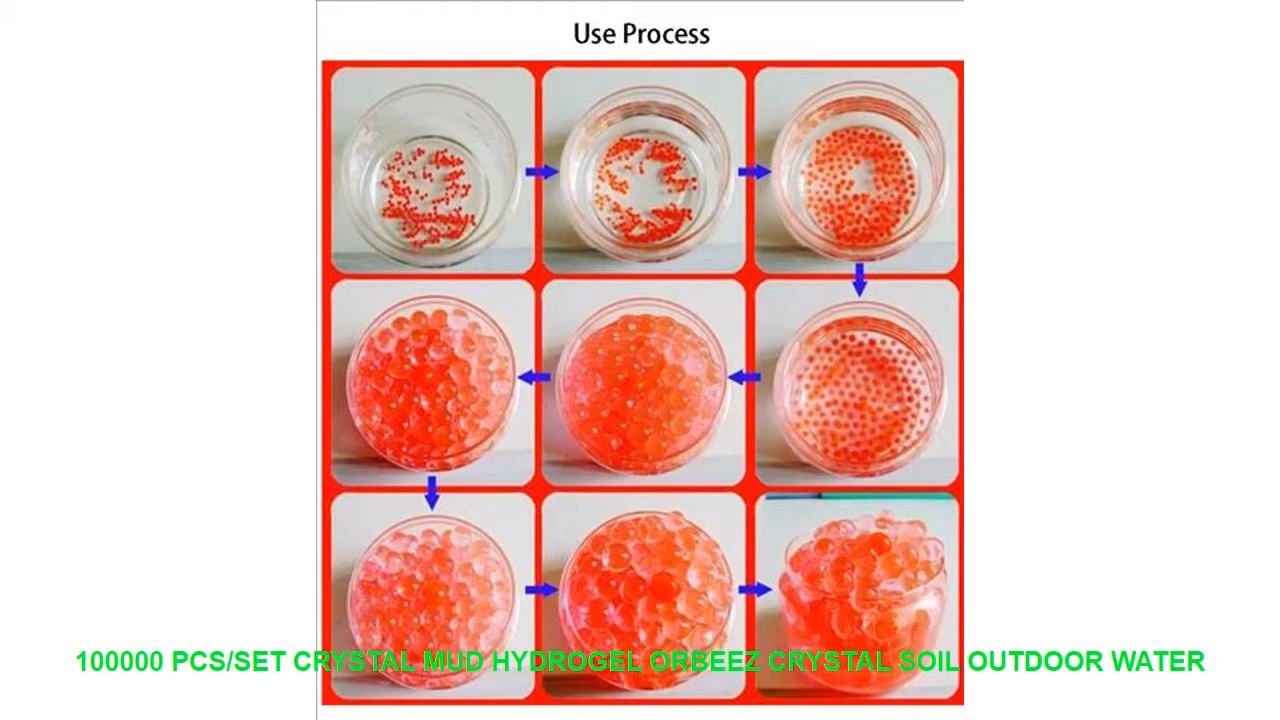 Use Process
100000 PCS/SET CRYSTAL MUD HYDROGEL ORBEEZ CRYSTAL SOIL OUTDOOR WATER